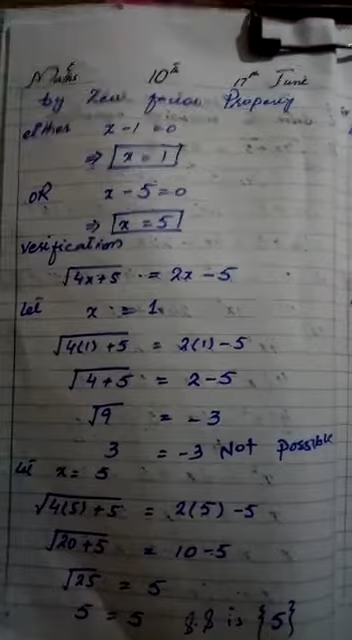 Maths 10th 17th June
by Zero factor Property
either x - 1 = 0
⇒ x = 1
OR x - 5 = 0
⇒ x = 5
verification
√4x+5 = 2x - 5
let x = 1
√4(1)+5 = 2(1) - 5
√4+5 = 2 - 5
√9 = - 3
3 = -3 Not possible
let x = 5
√4(5)+5 = 2(5) - 5
√20+5 = 10 - 5
√25 = 5
5 = 5 S.S is {5}